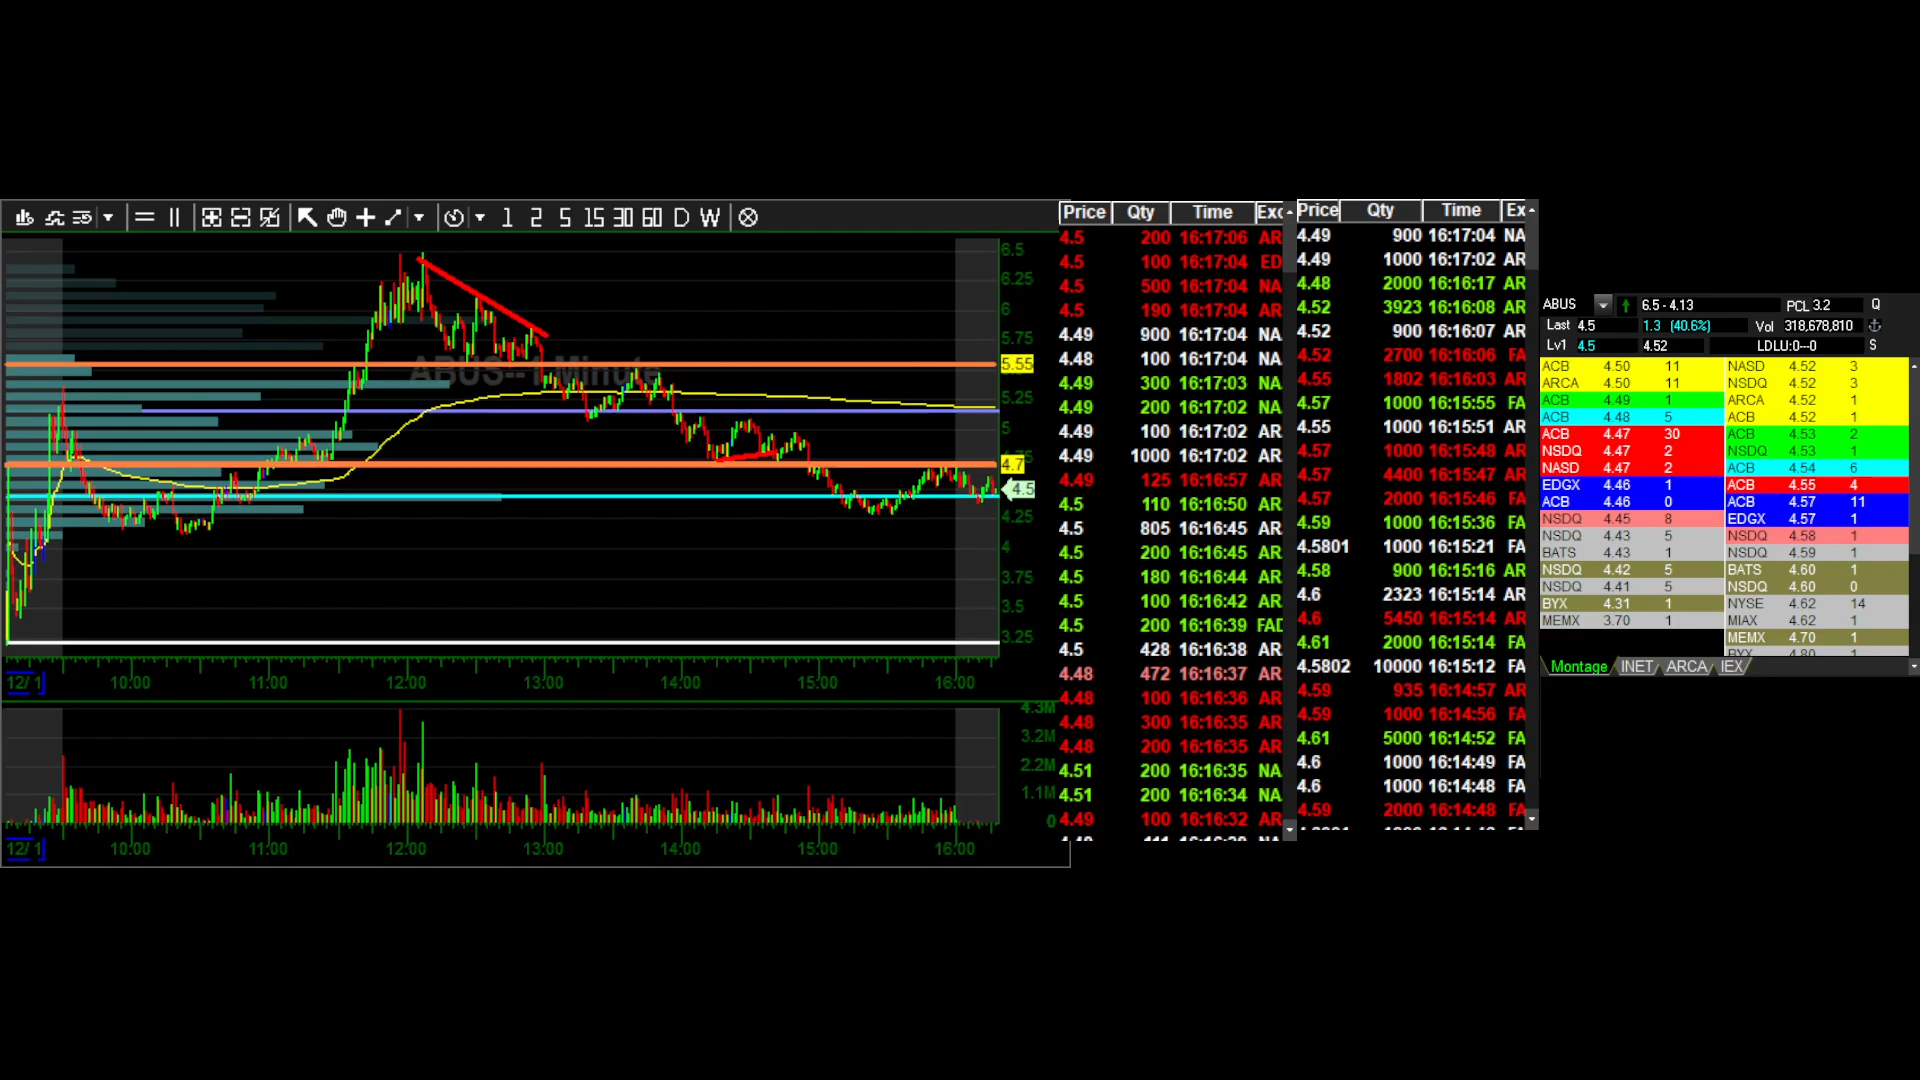 1 2 5 15 30 60 D W
ABUS--1 Minute
6.5
6.25
6
5.75
5.55
5.25
5
4.7
4.5
4.25
4
3.75
3.5
3.25
12/ 1 10:00 11:00 12:00 13:00 14:00 15:00 16:00
4.3M
3.2M
2.2M
1.1M
0
12/ 1 10:00 11:00 12:00 13:00 14:00 15:00 16:00
Price Qty Time Exc
4.5 200 16:17:06 AR
4.5 100 16:17:04 ED
4.5 500 16:17:04 NA
4.5 190 16:17:04 AR
4.49 900 16:17:04 NA
4.48 100 16:17:04 NA
4.49 300 16:17:03 NA
4.49 200 16:17:02 NA
4.49 100 16:17:02 AR
4.49 1000 16:17:02 AR
4.49 125 16:16:57 AR
4.5 110 16:16:50 AR
4.5 805 16:16:45 AR
4.5 200 16:16:45 AR
4.5 180 16:16:44 AR
4.5 100 16:16:42 AR
4.5 200 16:16:39 FAD
4.5 428 16:16:38 AR
4.48 472 16:16:37 AR
4.48 100 16:16:36 AR
4.48 300 16:16:35 AR
4.48 200 16:16:35 AR
4.51 200 16:16:35 NA
4.51 200 16:16:34 NA
4.49 100 16:16:32 AR
Price Qty Time Ex
4.49 900 16:17:04 NA
4.49 1000 16:17:02 AR
4.48 2000 16:16:17 AR
4.52 3923 16:16:08 AR
4.52 900 16:16:07 AR
4.52 2700 16:16:06 FA
4.55 1802 16:16:03 AR
4.57 1000 16:15:55 FA
4.55 1000 16:15:51 AR
4.57 1000 16:15:48 AR
4.57 4400 16:15:47 AR
4.57 2000 16:15:46 FA
4.59 1000 16:15:36 FA
4.5801 1000 16:15:21 FA
4.58 900 16:15:16 AR
4.6 2323 16:15:14 AR
4.6 5450 16:15:14 AR
4.61 2000 16:15:14 FA
4.5802 10000 16:15:12 FA
4.59 935 16:14:57 AR
4.59 1000 16:14:56 FA
4.61 5000 16:14:52 FA
4.6 1000 16:14:49 FA
4.6 1000 16:14:48 FA
4.59 2000 16:14:48 FA
ABUS 6.5 - 4.13 PCL 3.2 Q
Last 4.5 1.3 (40.6%) Vol 318,678,810
Lv1 4.5 4.52 LDLU:0--0 S
ACB 4.50 11 NASD 4.52 3
ARCA 4.50 11 NSDQ 4.52 3
ACB 4.49 1 ARCA 4.52 1
ACB 4.48 5 ACB 4.52 1
ACB 4.47 30 ACB 4.53 2
NSDQ 4.47 2 NSDQ 4.53 1
NASD 4.47 2 ACB 4.54 6
EDGX 4.46 1 ACB 4.55 4
ACB 4.46 0 ACB 4.57 11
NSDQ 4.45 8 EDGX 4.57 1
NSDQ 4.43 5 NSDQ 4.58 1
BATS 4.43 1 NSDQ 4.59 1
NSDQ 4.42 5 BATS 4.60 1
NSDQ 4.41 5 NSDQ 4.60 0
BYX 4.31 1 NYSE 4.62 14
MEMX 3.70 1 MIAX 4.62 1
MEMX 4.70 1
BYX 4.80 1
Montage INET ARCA IEX